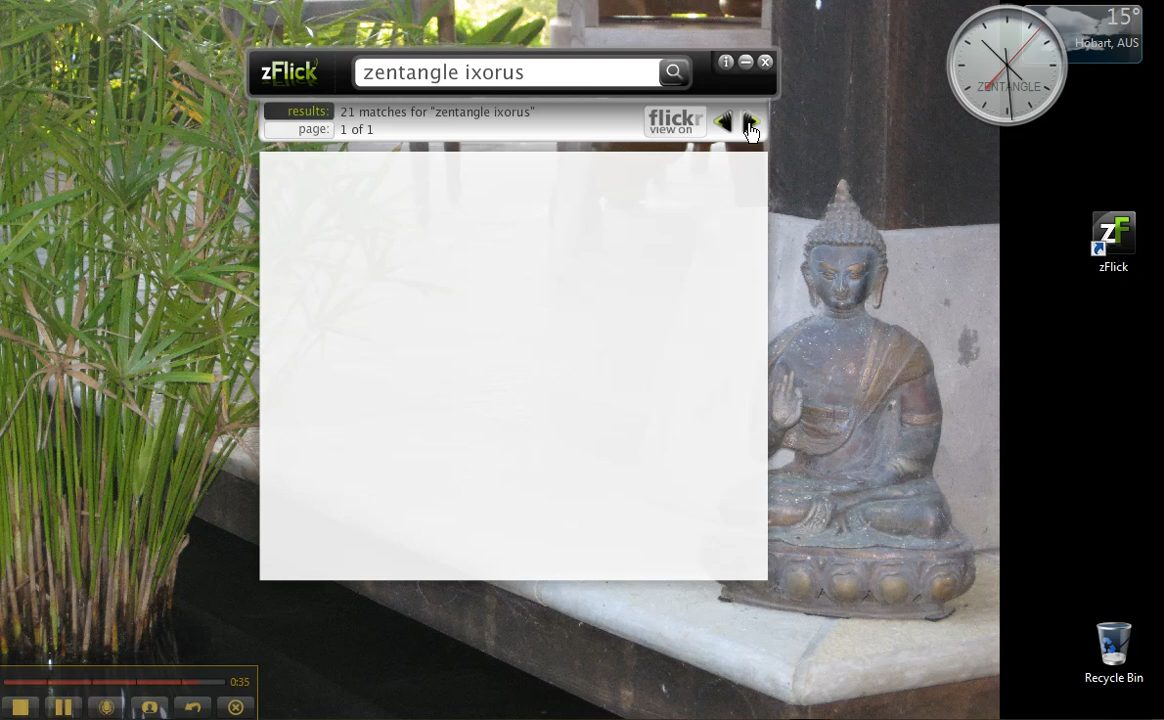 zFlick
zentangle ixorus
i
results: 21 matches for "zentangle ixorus"
page: 1 of 1
flickr
view on
15°
Hobart, AUS
ZENTANGLE
zF
zFlick
Recycle Bin
0:35